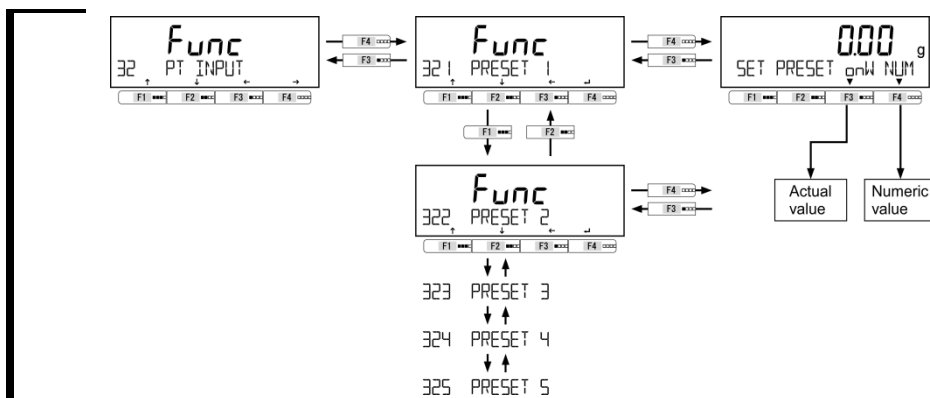 Func
32 PT INPUT
F1 F2 F3 F4
F4
F3
Func
321 PRESET 1
F1 F2 F3 F4
F4
F3
0.00 g
SET PRESET onW NUM
F1 F2 F3 F4
F1
F2
Func
322 PRESET 2
F1 F2 F3 F4
F4
F3
Actual
value
Numeric
value
323 PRESET 3
324 PRESET 4
325 PRESET 5